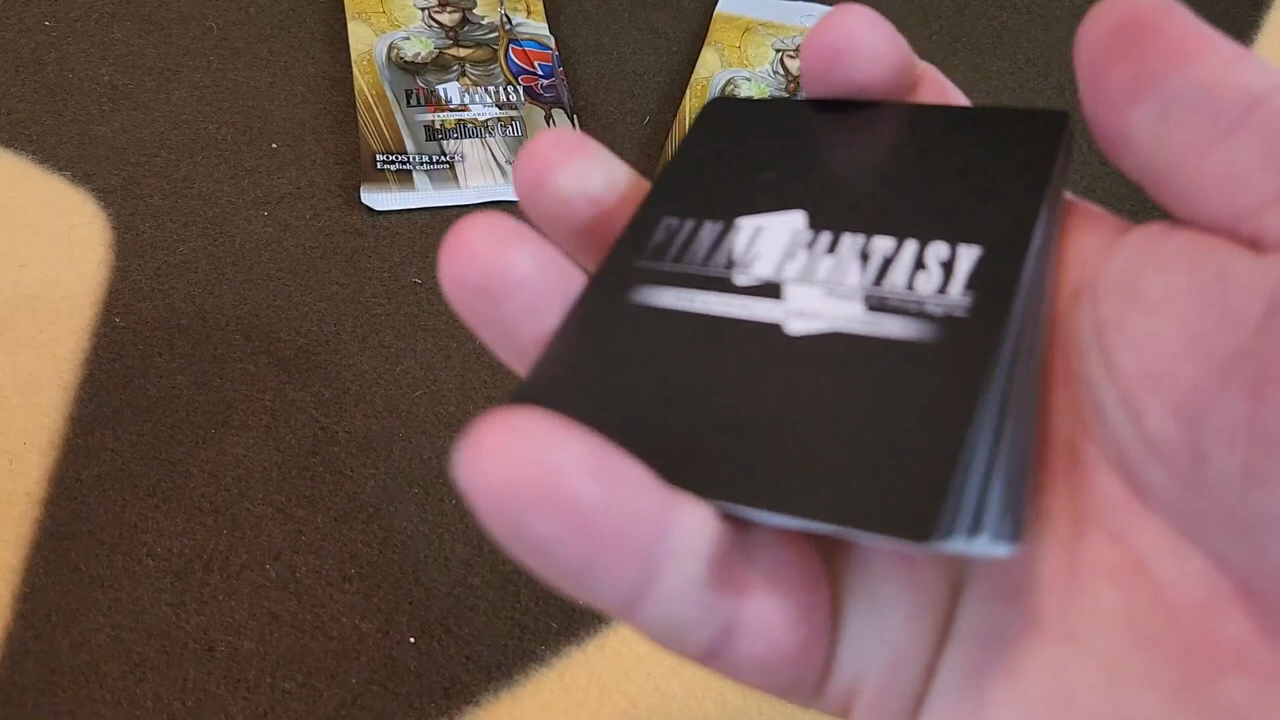 FINAL FANTASY
TRADING CARD GAME
Rebellion's Call
BOOSTER PACK
English edition
FINAL FANTASY